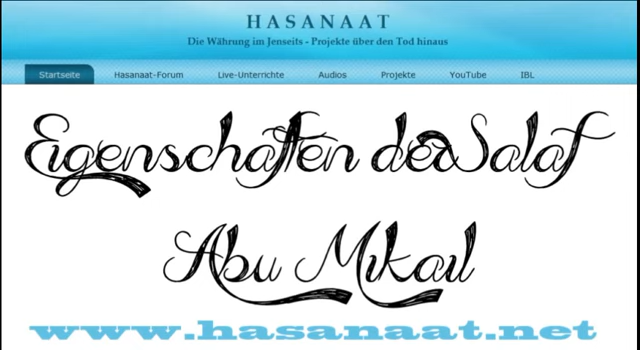 HASANAAT
Die Währung im Jenseits - Projekte über den Tod hinaus
Startseite Hasanaat-Forum Live-Unterrichte Audios Projekte YouTube IBL
Eigenschaften der Salaf
Abu Mikail
www.hasanaat.net